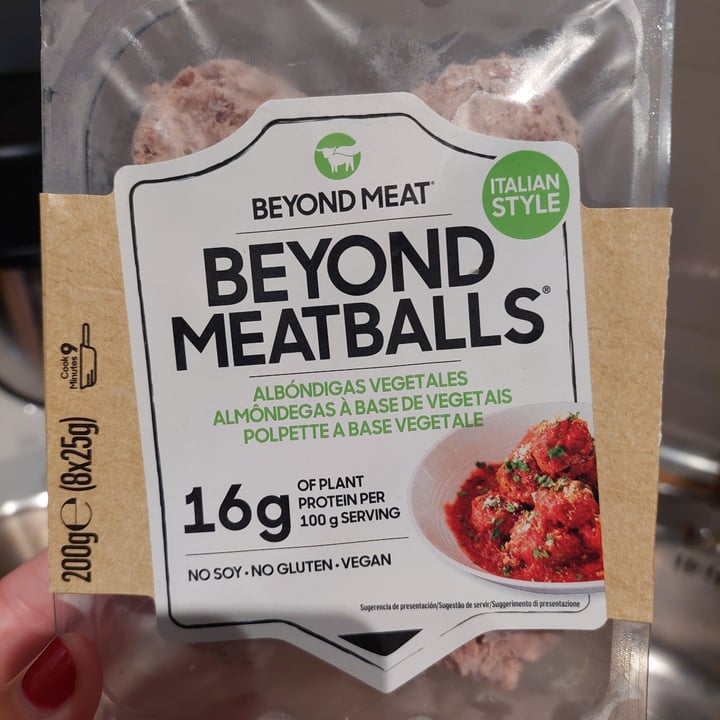 BEYOND MEAT®
ITALIAN
STYLE
BEYOND
MEATBALLS®
ALBÓNDIGAS VEGETALES
ALMÔNDEGAS À BASE DE VEGETAIS
POLPETTE A BASE VEGETALE
16g
OF PLANT
PROTEIN PER
100 g SERVING
NO SOY • NO GLUTEN • VEGAN
Sugerencia de presentación/Sugestão de servir/Suggerimento di presentazione
Cook 9
Minutes
200g℮ (8x25g)